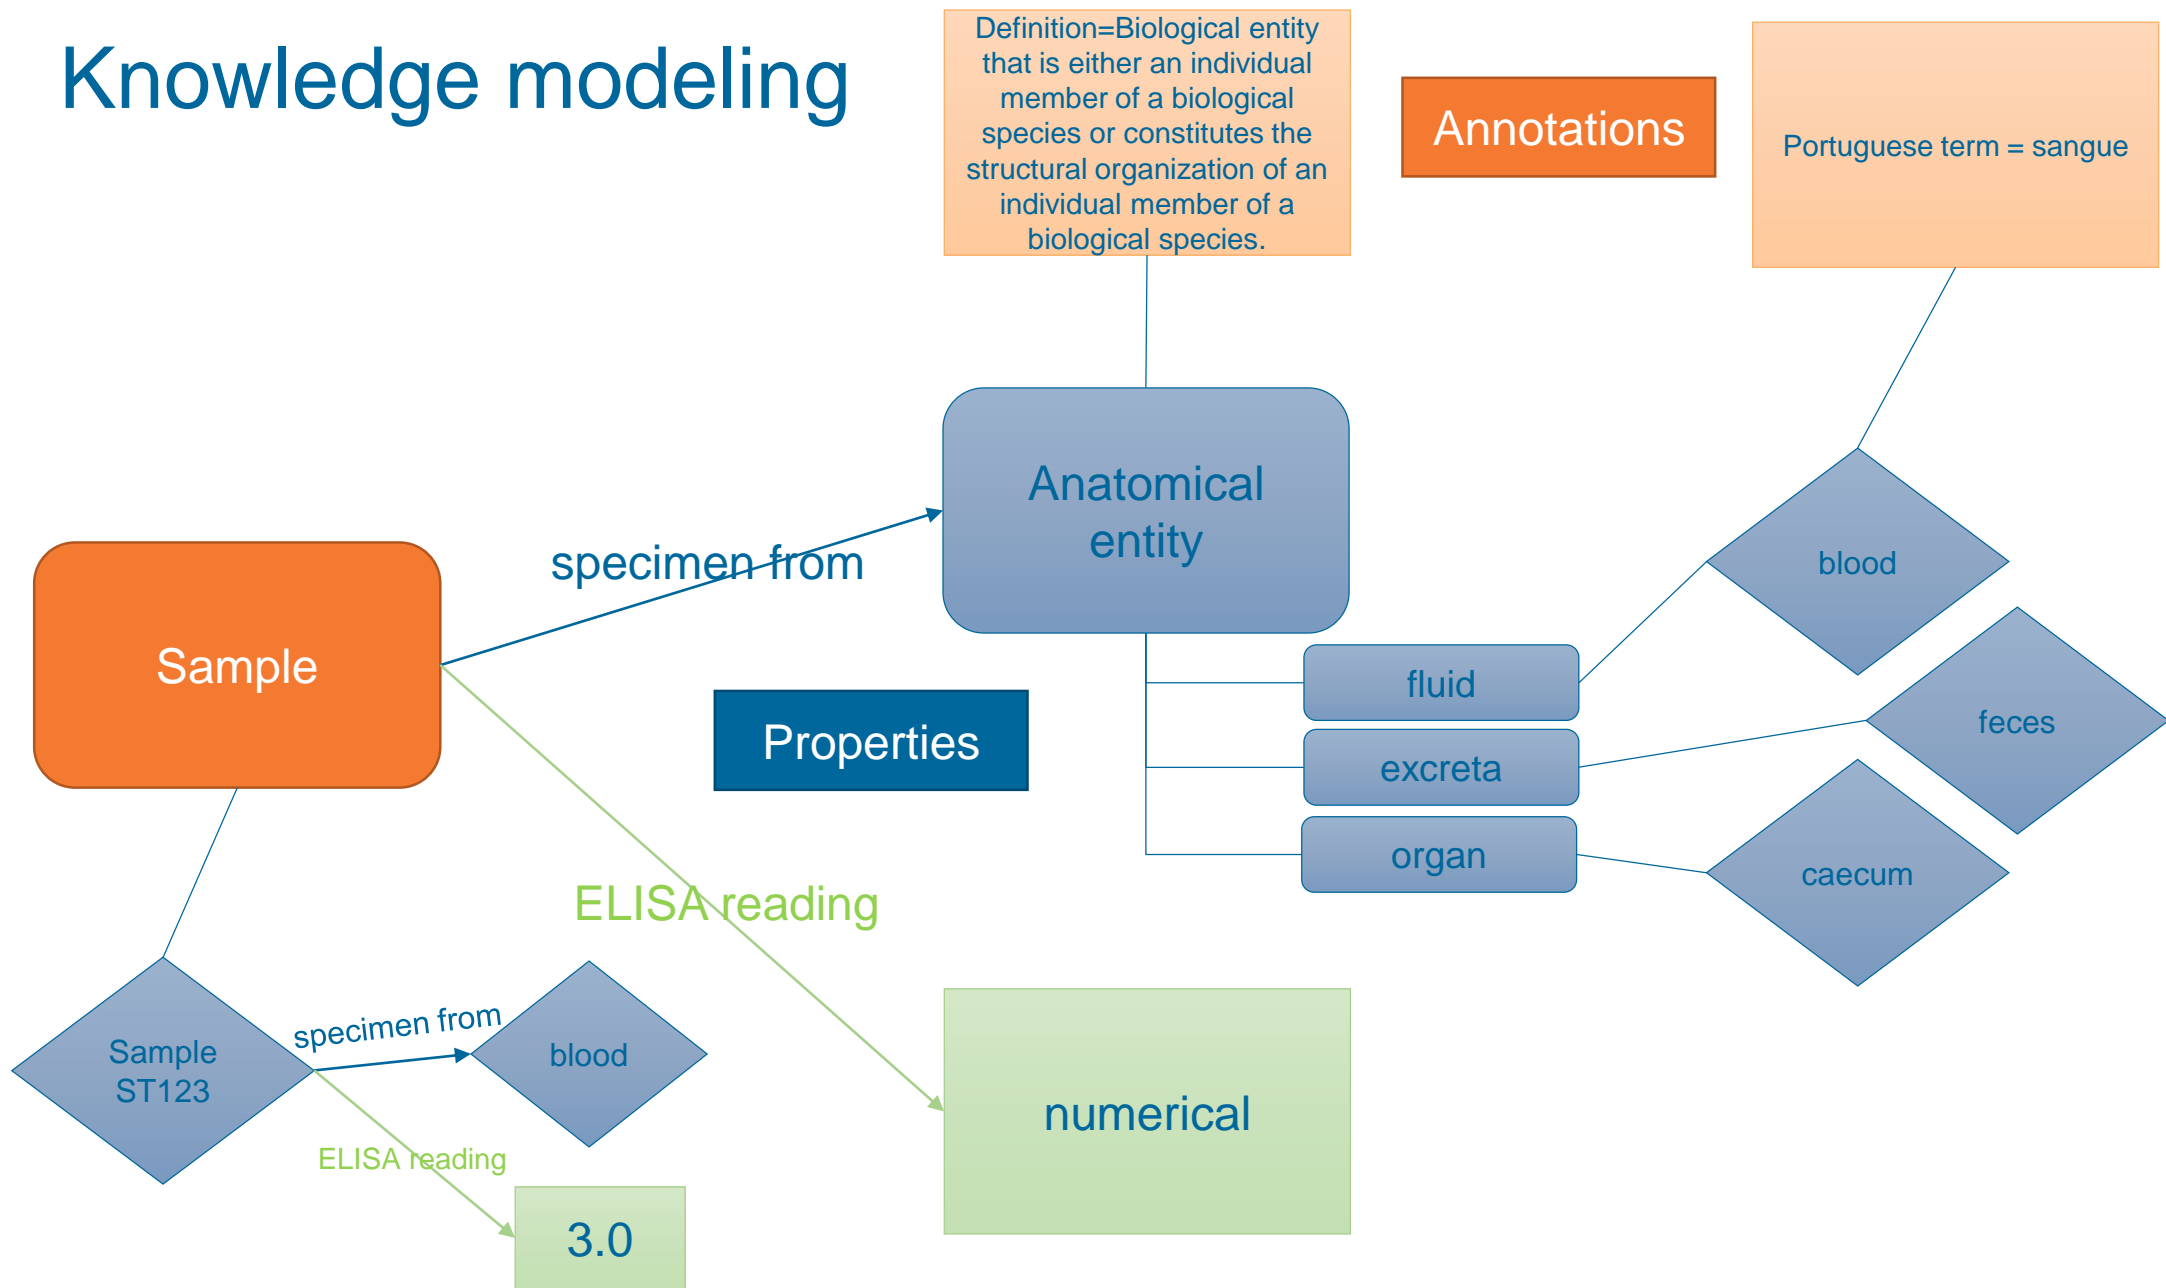 Knowledge modeling
Definition=Biological entity
that is either an individual
member of a biological
species or constitutes the
structural organization of an
individual member of a
biological species.
Annotations
Portuguese term = sangue
Anatomical
entity
specimen from
Sample
Properties
fluid
excreta
organ
blood
feces
caecum
ELISA reading
numerical
Sample
ST123
specimen from
blood
ELISA reading
3.0